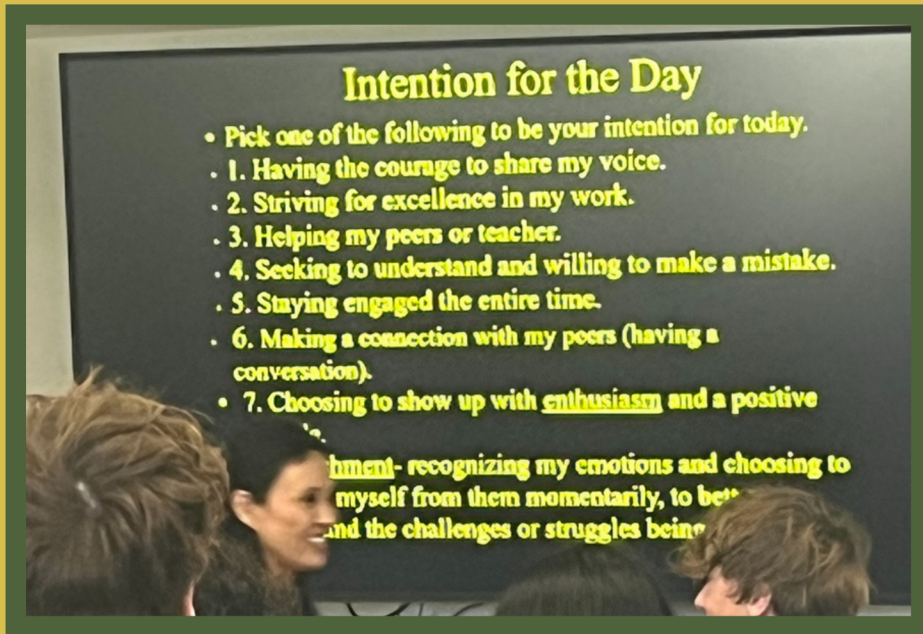 Intention for the Day
• Pick one of the following to be your intention for today.
• 1. Having the courage to share my voice.
• 2. Striving for excellence in my work.
• 3. Helping my peers or teacher.
• 4. Seeking to understand and willing to make a mistake.
• 5. Staying engaged the entire time.
• 6. Making a connection with my peers (having a
conversation).
• 7. Choosing to show up with enthusiasm and a positive
- recognizing my emotions and choosing to
myself from them momentarily, to
the challenges or struggles